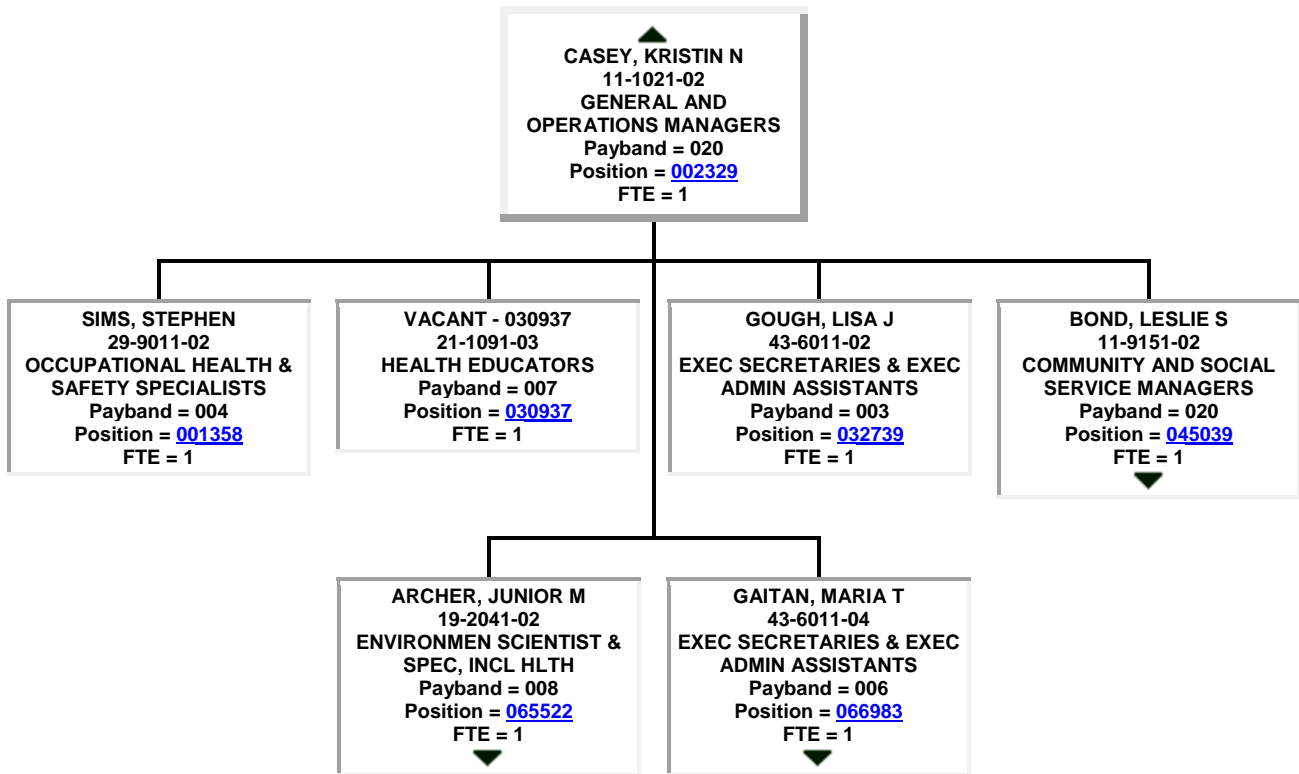 CASEY, KRISTIN N
11-1021-02
GENERAL AND
OPERATIONS MANAGERS
Payband = 020
Position = 002329
FTE = 1
SIMS, STEPHEN
29-9011-02
OCCUPATIONAL HEALTH &
SAFETY SPECIALISTS
Payband = 004
Position = 001358
FTE = 1
VACANT - 030937
21-1091-03
HEALTH EDUCATORS
Payband = 007
Position = 030937
FTE = 1
GOUGH, LISA J
43-6011-02
EXEC SECRETARIES & EXEC
ADMIN ASSISTANTS
Payband = 003
Position = 032739
FTE = 1
BOND, LESLIE S
11-9151-02
COMMUNITY AND SOCIAL
SERVICE MANAGERS
Payband = 020
Position = 045039
FTE = 1
ARCHER, JUNIOR M
19-2041-02
ENVIRONMEN SCIENTIST &
SPEC, INCL HLTH
Payband = 008
Position = 065522
FTE = 1
GAITAN, MARIA T
43-6011-04
EXEC SECRETARIES & EXEC
ADMIN ASSISTANTS
Payband = 006
Position = 066983
FTE = 1